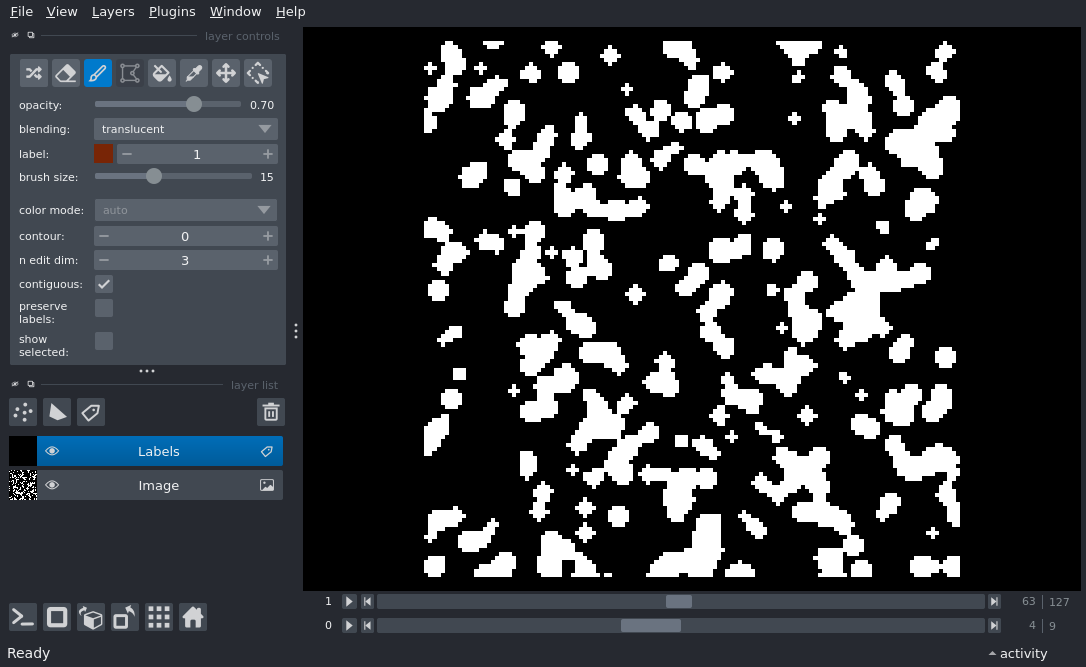 File View Layers Plugins Window Help
layer controls
opacity: 0.70
blending: translucent
label: 1
brush size: 15
color mode: auto
contour: 0
n edit dim: 3
contiguous:
preserve
labels:
show
selected:
layer list
Labels
Image
1 63 127
0 4 9
Ready activity